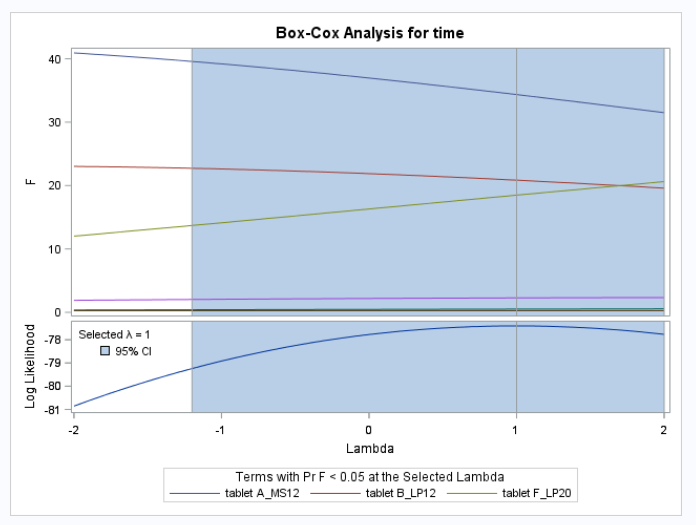 Box-Cox Analysis for time
F
40
30
20
10
0
Log Likelihood
-78
-79
-80
-81
Selected λ = 1
95% CI
-2 -1 0 1 2
Lambda
Terms with Pr F < 0.05 at the Selected Lambda
tablet A_MS12 tablet B_LP12 tablet F_LP20